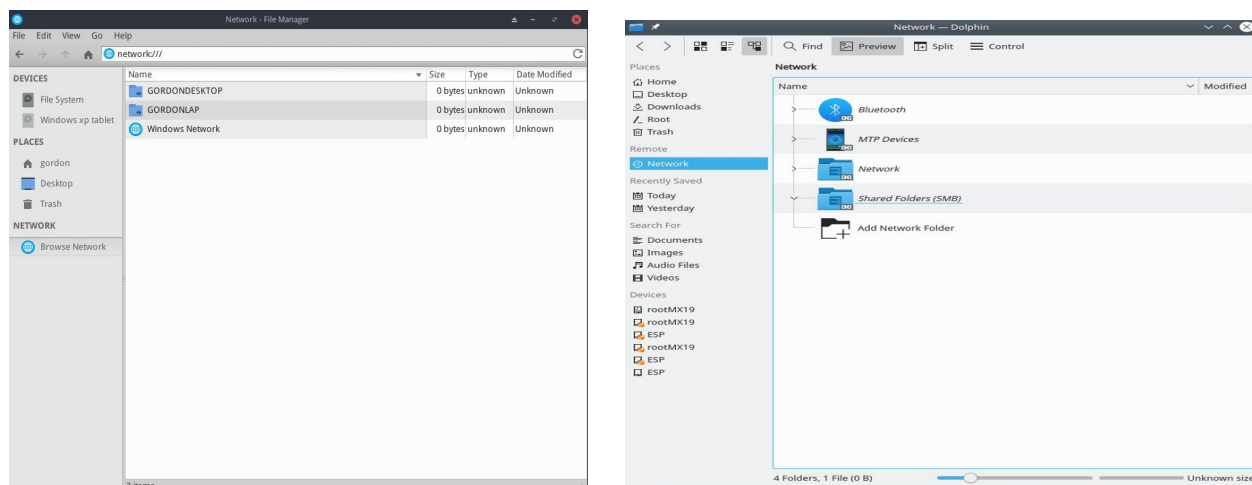 Network - File Manager
File Edit View Go Help
network:///
DEVICES
File System
Windows xp tablet
PLACES
gordon
Desktop
Trash
NETWORK
Browse Network
Name Size Type Date Modified
GORDONDESKTOP 0 bytes unknown Unknown
GORDONLAP 0 bytes unknown Unknown
Windows Network 0 bytes unknown Unknown
Network — Dolphin
Find Preview Split Control
Places
Home
Desktop
Downloads
Root
Trash
Remote
Network
Recently Saved
Today
Yesterday
Search For
Documents
Images
Audio Files
Videos
Devices
rootMX19
rootMX19
ESP
rootMX19
ESP
ESP
Network
Name Modified
Bluetooth
MTP Devices
Network
Shared Folders (SMB)
Add Network Folder
4 Folders, 1 File (0 B) Unknown size